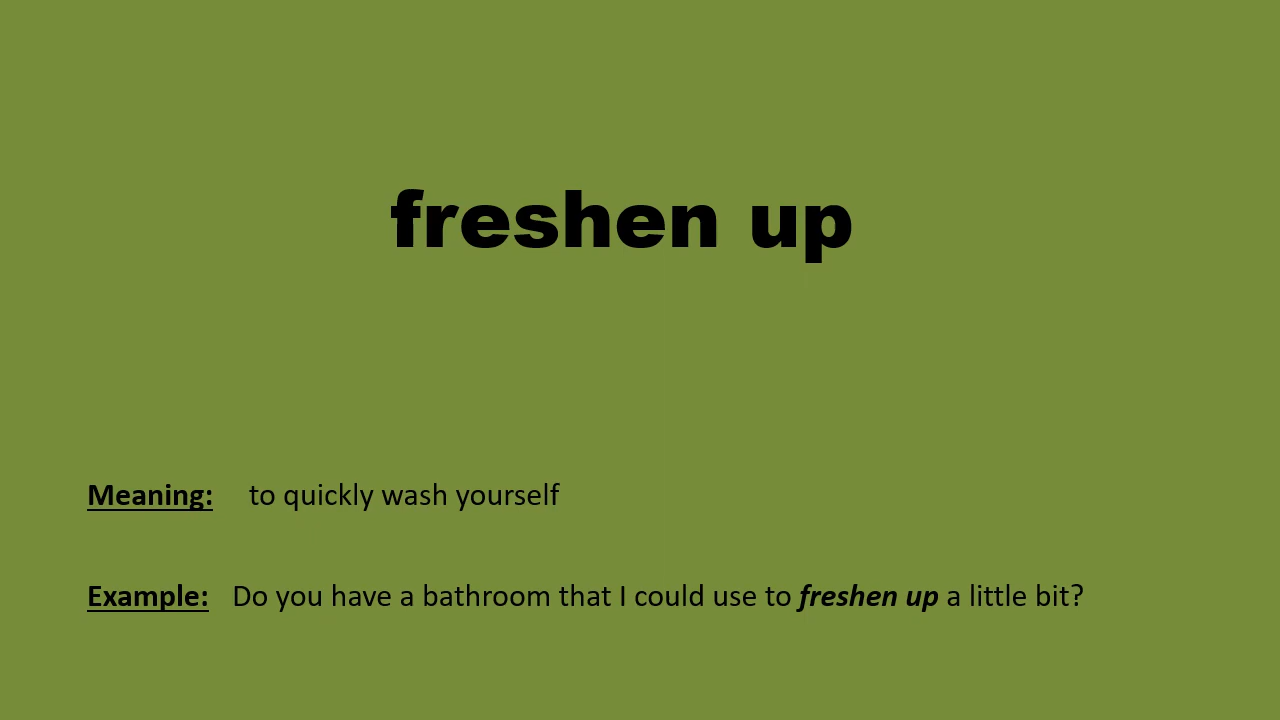 freshen up
Meaning: to quickly wash yourself
Example: Do you have a bathroom that I could use to freshen up a little bit?